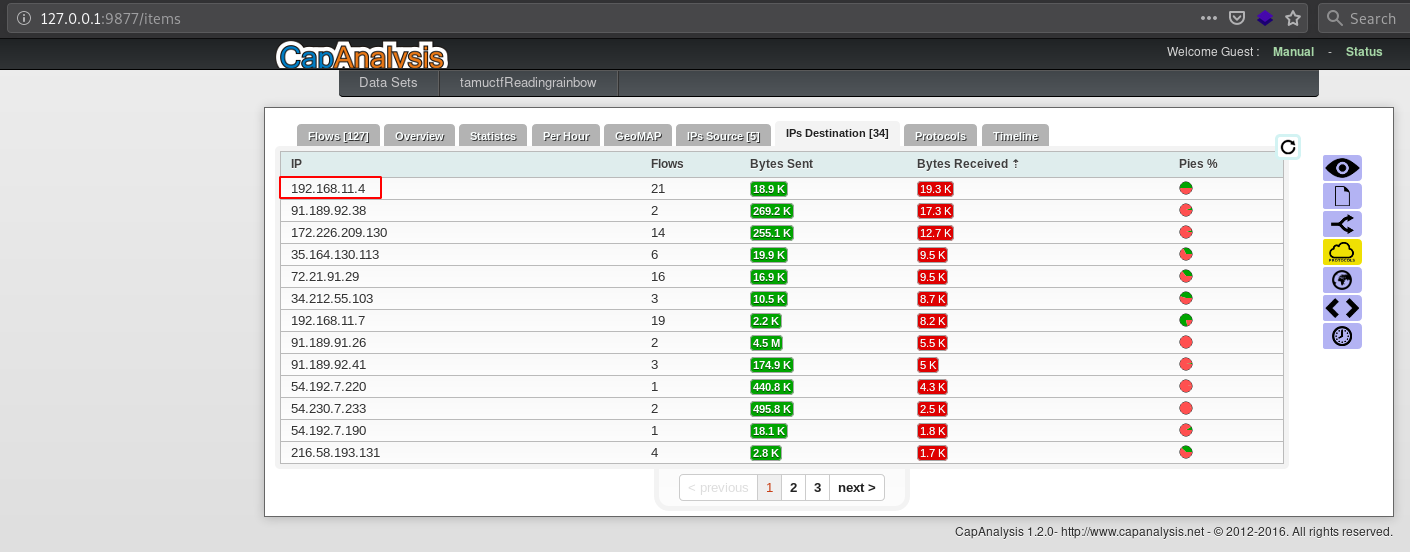 127.0.0.1:9877/items
Search
CapAnalysis
Welcome Guest : Manual - Status
Data Sets tamuctfReadingrainbow
Flows [127] Overview Statistcs Per Hour GeoMAP IPs Source [5] IPs Destination [34] Protocols Timeline
IP Flows Bytes Sent Bytes Received ↑ Pies %
192.168.11.4 21 18.9 K 19.3 K
91.189.92.38 2 269.2 K 17.3 K
172.226.209.130 14 255.1 K 12.7 K
35.164.130.113 6 19.9 K 9.5 K
72.21.91.29 16 16.9 K 9.5 K
34.212.55.103 3 10.5 K 8.7 K
192.168.11.7 19 2.2 K 8.2 K
91.189.91.26 2 4.5 M 5.5 K
91.189.92.41 3 174.9 K 5 K
54.192.7.220 1 440.8 K 4.3 K
54.230.7.233 2 495.8 K 2.5 K
54.192.7.190 1 18.1 K 1.8 K
216.58.193.131 4 2.8 K 1.7 K
PROTOCOLS
< previous 1 2 3 next >
CapAnalysis 1.2.0- http://www.capanalysis.net - © 2012-2016. All rights reserved.